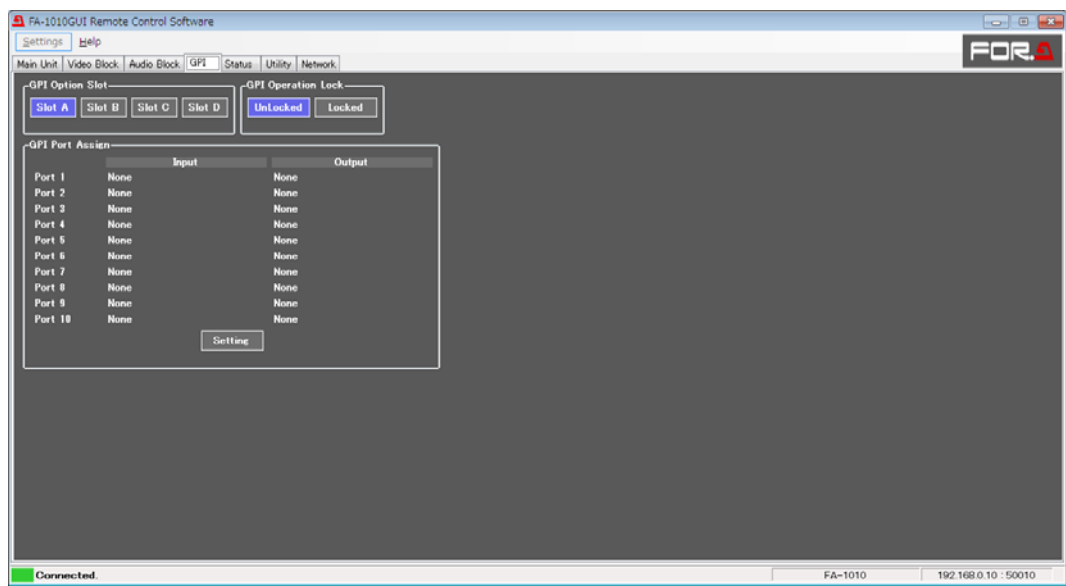 FA-1010GUI Remote Control Software
Settings Help
FOR.A
Main Unit Video Block Audio Block GPI Status Utility Network
GPI Option Slot GPI Operation Lock
Slot A Slot B Slot C Slot D UnLocked Locked
GPI Port Assign
Input Output
Port 1 None None
Port 2 None None
Port 3 None None
Port 4 None None
Port 5 None None
Port 6 None None
Port 7 None None
Port 8 None None
Port 9 None None
Port 10 None None
Setting
Connected. FA-1010 192.168.0.10 : 50010